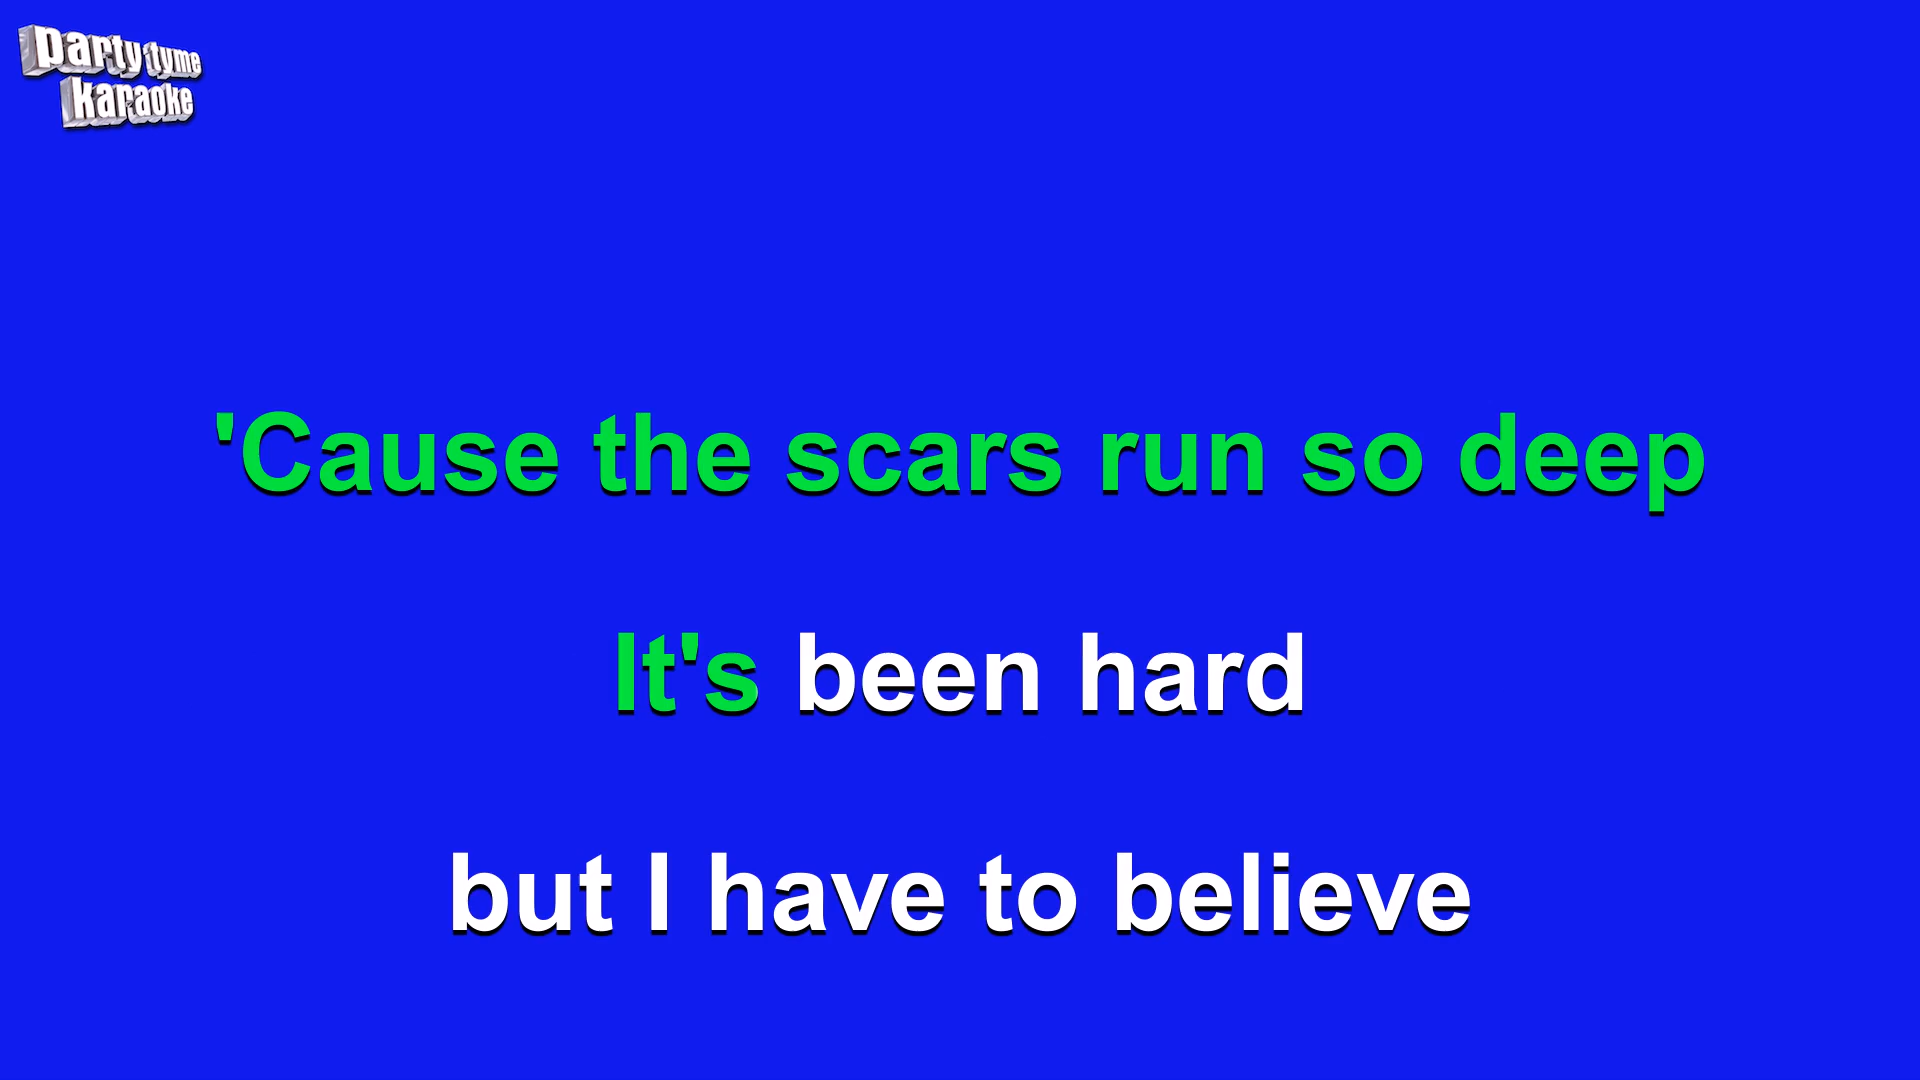 party tyme
karaoke
'Cause the scars run so deep
It's been hard
but I have to believe